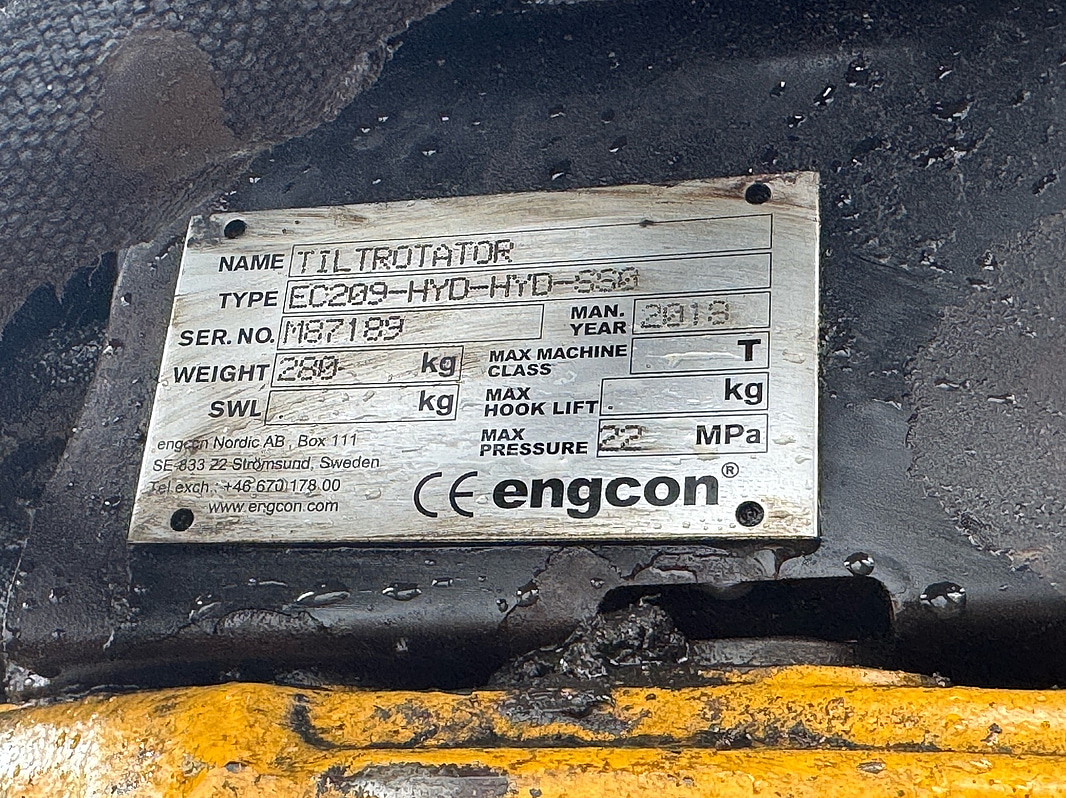 NAME TILTROTATOR
TYPE EC209-HYD-HYD-SS0
SER. NO. M87189 MAN. YEAR 2018
WEIGHT 280 kg MAX MACHINE CLASS T
SWL . kg MAX HOOK LIFT . kg
MAX PRESSURE 22 MPa
engcon Nordic AB , Box 111
SE-833 22 Strömsund, Sweden
Tel.exch.: +46 670 178 00
www.engcon.com
CE engcon®